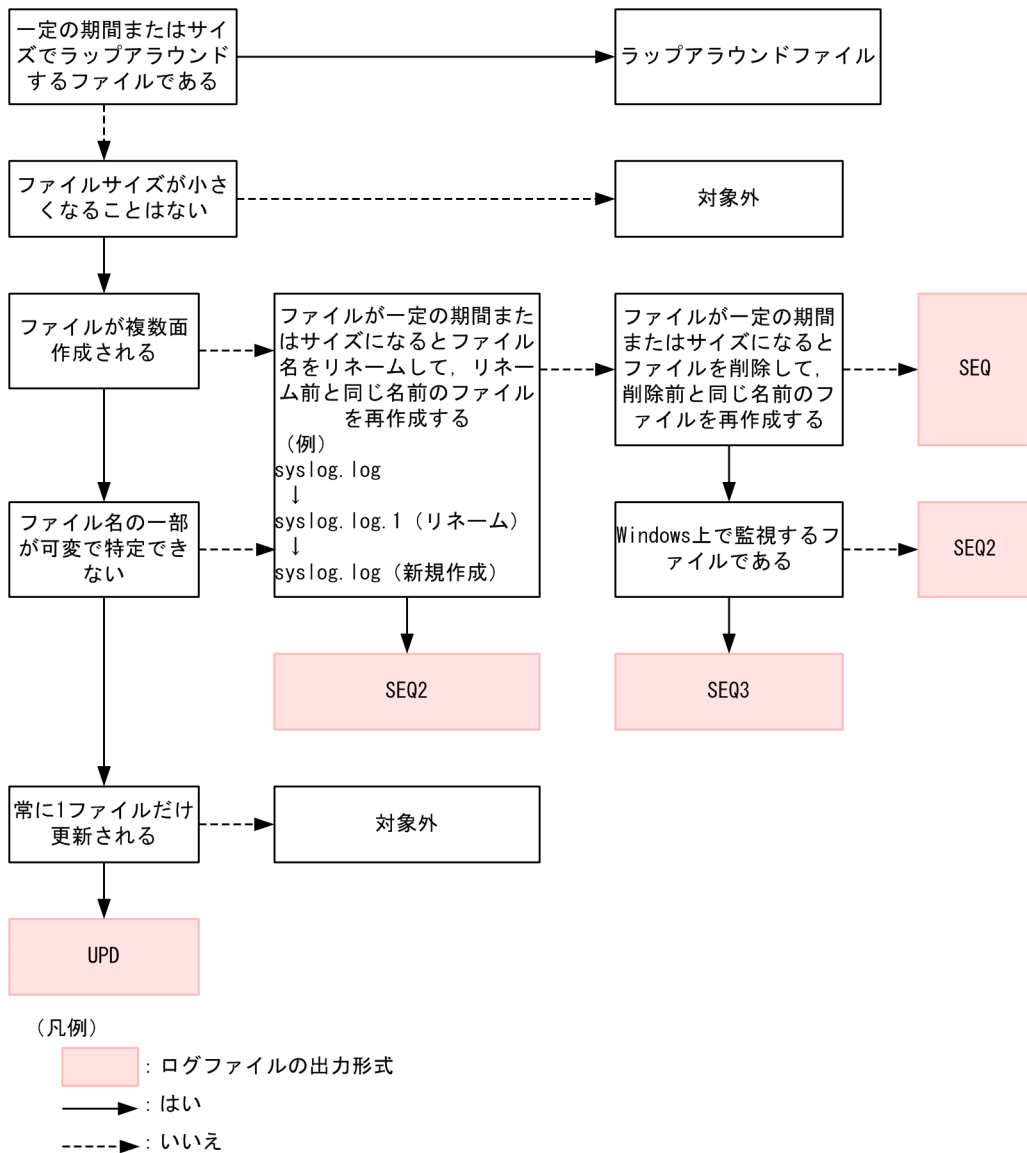 一定の期間またはサイ
ズでラップアラウンド
するファイルである
ラップアラウンドファイル
ファイルサイズが小さ
くなることはない
対象外
ファイルが複数面
作成される
ファイルが一定の期間また
はサイズになるとファイル
名をリネームして，リネー
ム前と同じ名前のファイル
を再作成する
（例）
syslog.log
↓
syslog.log.1（リネーム）
↓
syslog.log（新規作成）
ファイルが一定の期間
またはサイズになると
ファイルを削除して，
削除前と同じ名前のフ
ァイルを再作成する
SEQ
ファイル名の一部
が可変で特定でき
ない
Windows上で監視するフ
ァイルである
SEQ2
SEQ2
SEQ3
常に1ファイルだけ
更新される
対象外
UPD
（凡例）
：ログファイルの出力形式
：はい
：いいえ